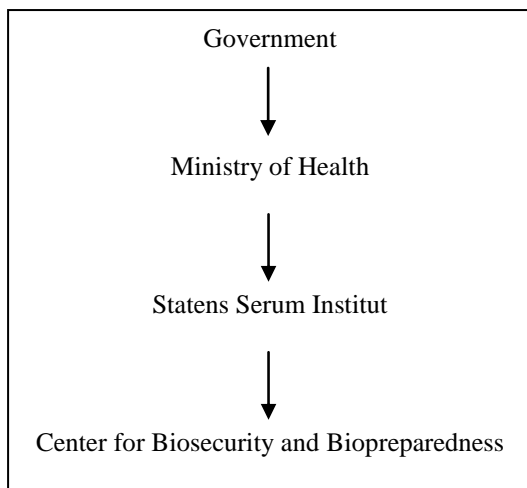 Government
Ministry of Health
Statens Serum Institut
Center for Biosecurity and Biopreparedness